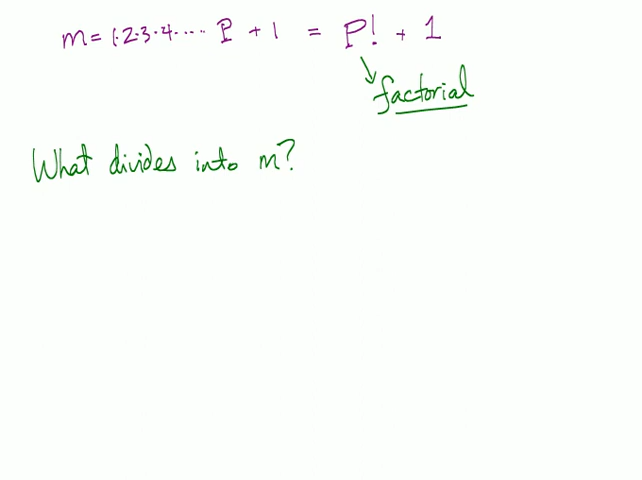 m = 1·2·3·4· ···· P + 1 = P! + 1
factorial
What divides into m?